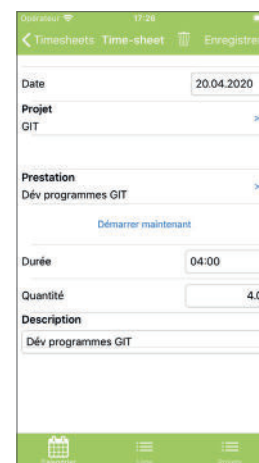 Opérateur 17:26
Timesheets Time-sheet Enregistrer
Date 20.04.2020
Projet
GIT
Prestation
Dév programmes GIT
Démarrer maintenant
Durée 04:00
Quantité 4.0
Description
Dév programmes GIT